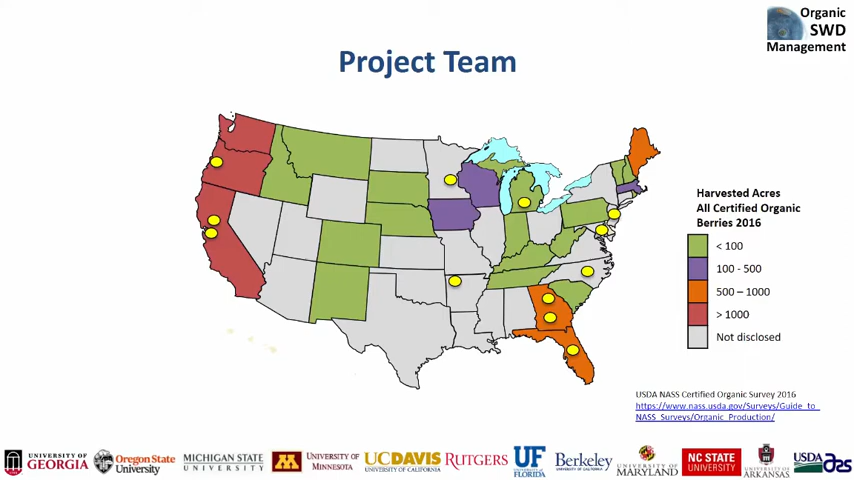 Organic
SWD
Management
Project Team
Harvested Acres
All Certified Organic
Berries 2016
< 100
100 - 500
500 – 1000
> 1000
Not disclosed
USDA NASS Certified Organic Survey 2016
https://www.nass.usda.gov/Surveys/Guide_to_
NASS_Surveys/Organic_Production/
UNIVERSITY OF
GEORGIA
Oregon State
University
MICHIGAN STATE
UNIVERSITY
M
UNIVERSITY OF
MINNESOTA
UCDAVIS
UNIVERSITY OF CALIFORNIA
RUTGERS
UF
UNIVERSITY of
FLORIDA
Berkeley
UNIVERSITY OF CALIFORNIA
UNIVERSITY OF
MARYLAND
NC STATE
UNIVERSITY
UNIVERSITY OF
ARKANSAS
USDA
ars